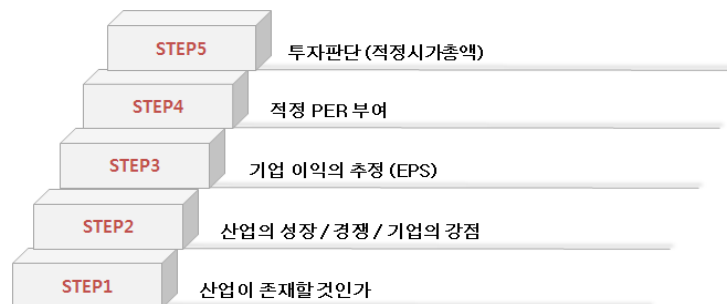 STEP5 투자판단 (적정시가총액)
STEP4 적정 PER 부여
STEP3 기업 이익의 추정 (EPS)
STEP2 산업의 성장 / 경쟁 / 기업의 강점
STEP1 산업이 존재할것인가